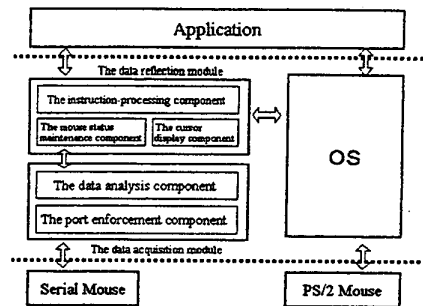 Application
The data reflection module
The instruction-processing component
The mouse status
maintenance component
The cursor
display component
OS
The data analysis component
The port enforcement component
The data acquisition module
Serial Mouse
PS/2 Mouse